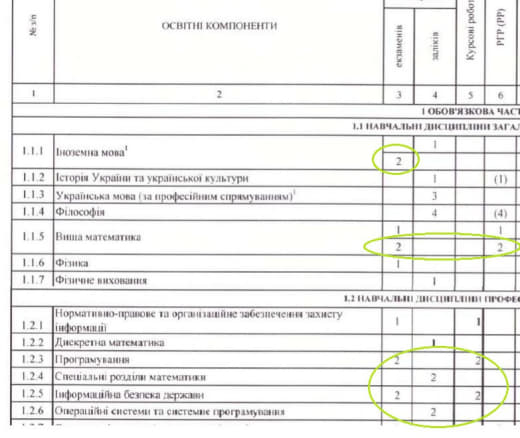 № з/п
ОСВІТНІ КОМПОНЕНТИ
екзаменів
заліків
Курсові робот
РГР (РР)
1 2 3 4 5 6
1 ОБОВ'ЯЗКОВА ЧАСТ
1.1 НАВЧАЛЬНІ ДИСЦИПЛІНИ ЗАГАЛ
1.1.1 Іноземна мова¹ 1
2
1.1.2 Історія України та української культури 1 (1)
1.1.3 Українська мова (за професійним спрямуванням)¹ 3
1.1.4 Філософія 4 (4)
1.1.5 Вища математика 1 1
2 2
1.1.6 Фізика 1
1.1.7 Фізичне виховання 1
1.2 НАВЧАЛЬНІ ДИСЦИПЛІНИ ПРОФЕС
1.2.1 Нормативно-правове та організаційне забезпечення захисту
інформації 1 1
1.2.2 Дискретна математика 1
1.2.3 Програмування 2 2
1.2.4 Спеціальні розділи математики 2
1.2.5 Інформаційна безпека держави 2 2
1.2.6 Операційні системи та системне програмування 2